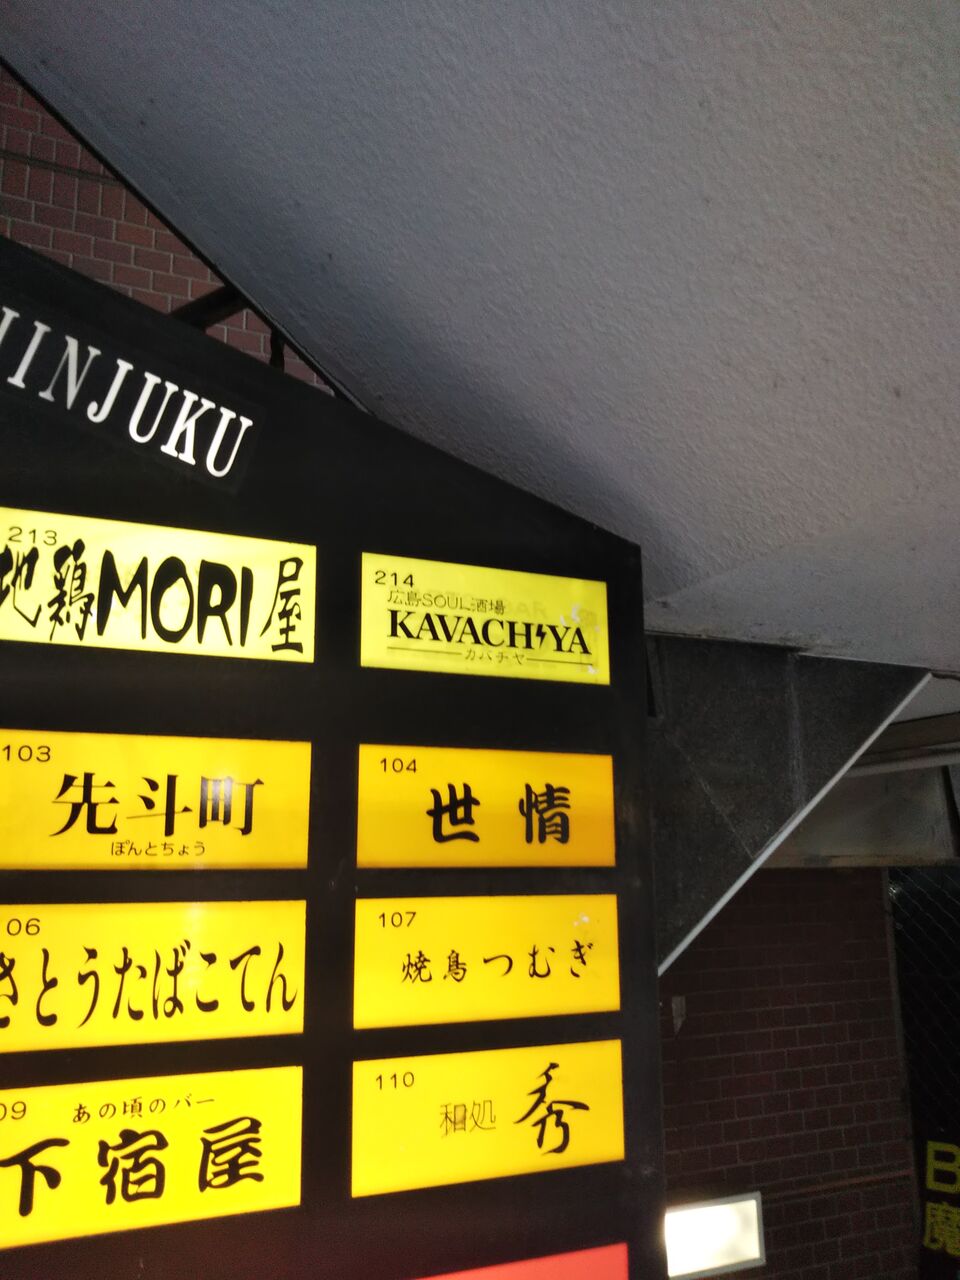 INJUKU
213
地鶏MORI屋
214
広島SOUL酒場
KAVACHIYA
カバチヤ
103
先斗町
ぽんとちょう
104
世情
06
さとうたばこてん
107
焼鳥つむぎ
09
あの頃のバー
下宿屋
110
和処 秀
B
魔